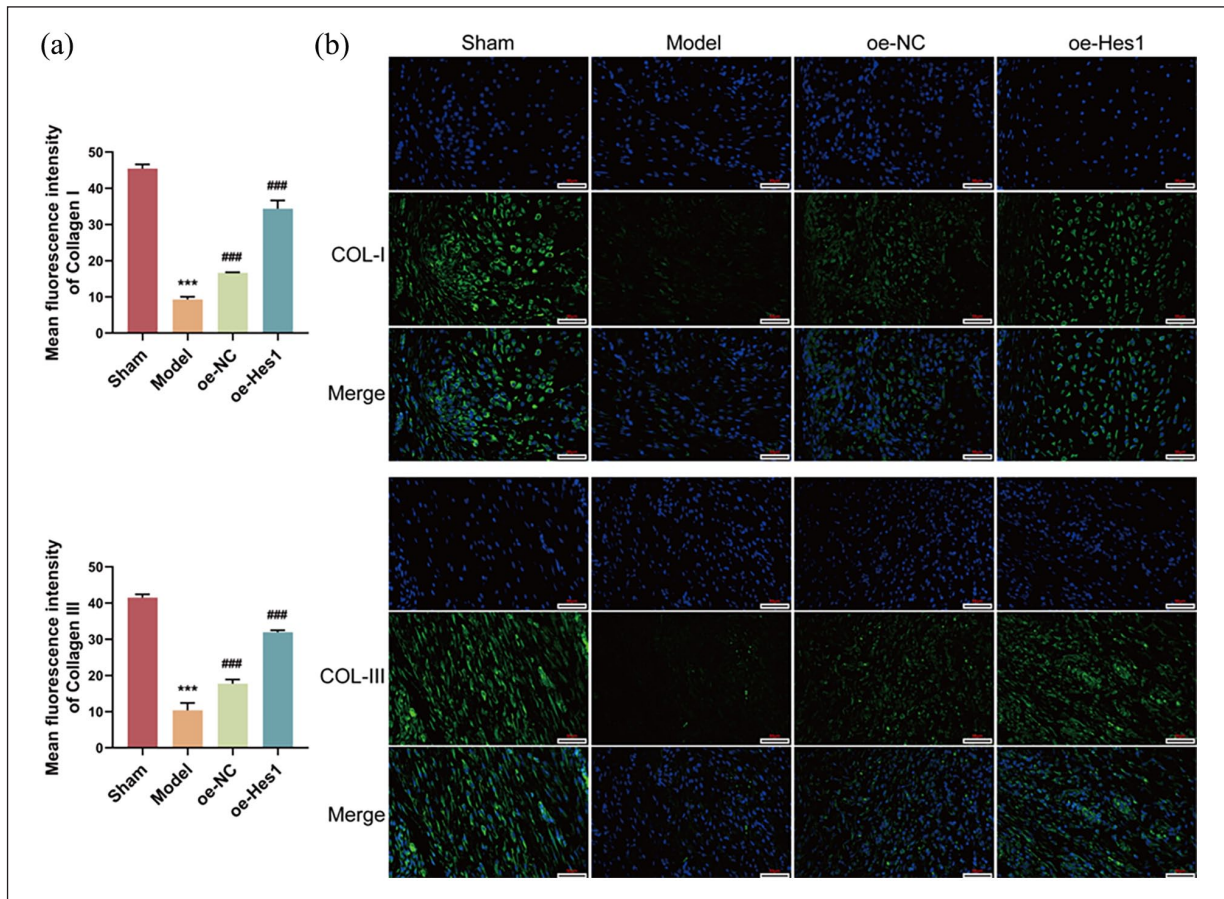 (a)
Mean fluorescence intensity
of Collagen I
50
40
30
20
10
0
***
###
###
Sham
Model
oe-NC
oe-Hes1
Mean fluorescence intensity
of Collagen III
50
40
30
20
10
0
***
###
###
Sham
Model
oe-NC
oe-Hes1
(b)
Sham
Model
oe-NC
oe-Hes1
COL-I
Merge
COL-III
Merge